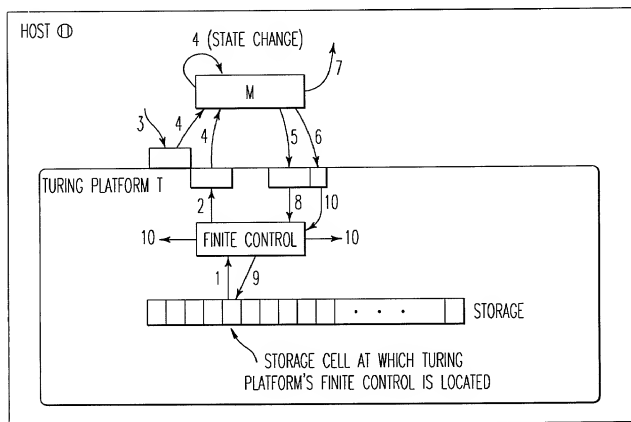 HOST
4 (STATE CHANGE)
7
M
3
4
4
5
6
TURING PLATFORM T
2
8
10
10
FINITE CONTROL
10
1
9
. . .
STORAGE
STORAGE CELL AT WHICH TURING
PLATFORM'S FINITE CONTROL IS LOCATED